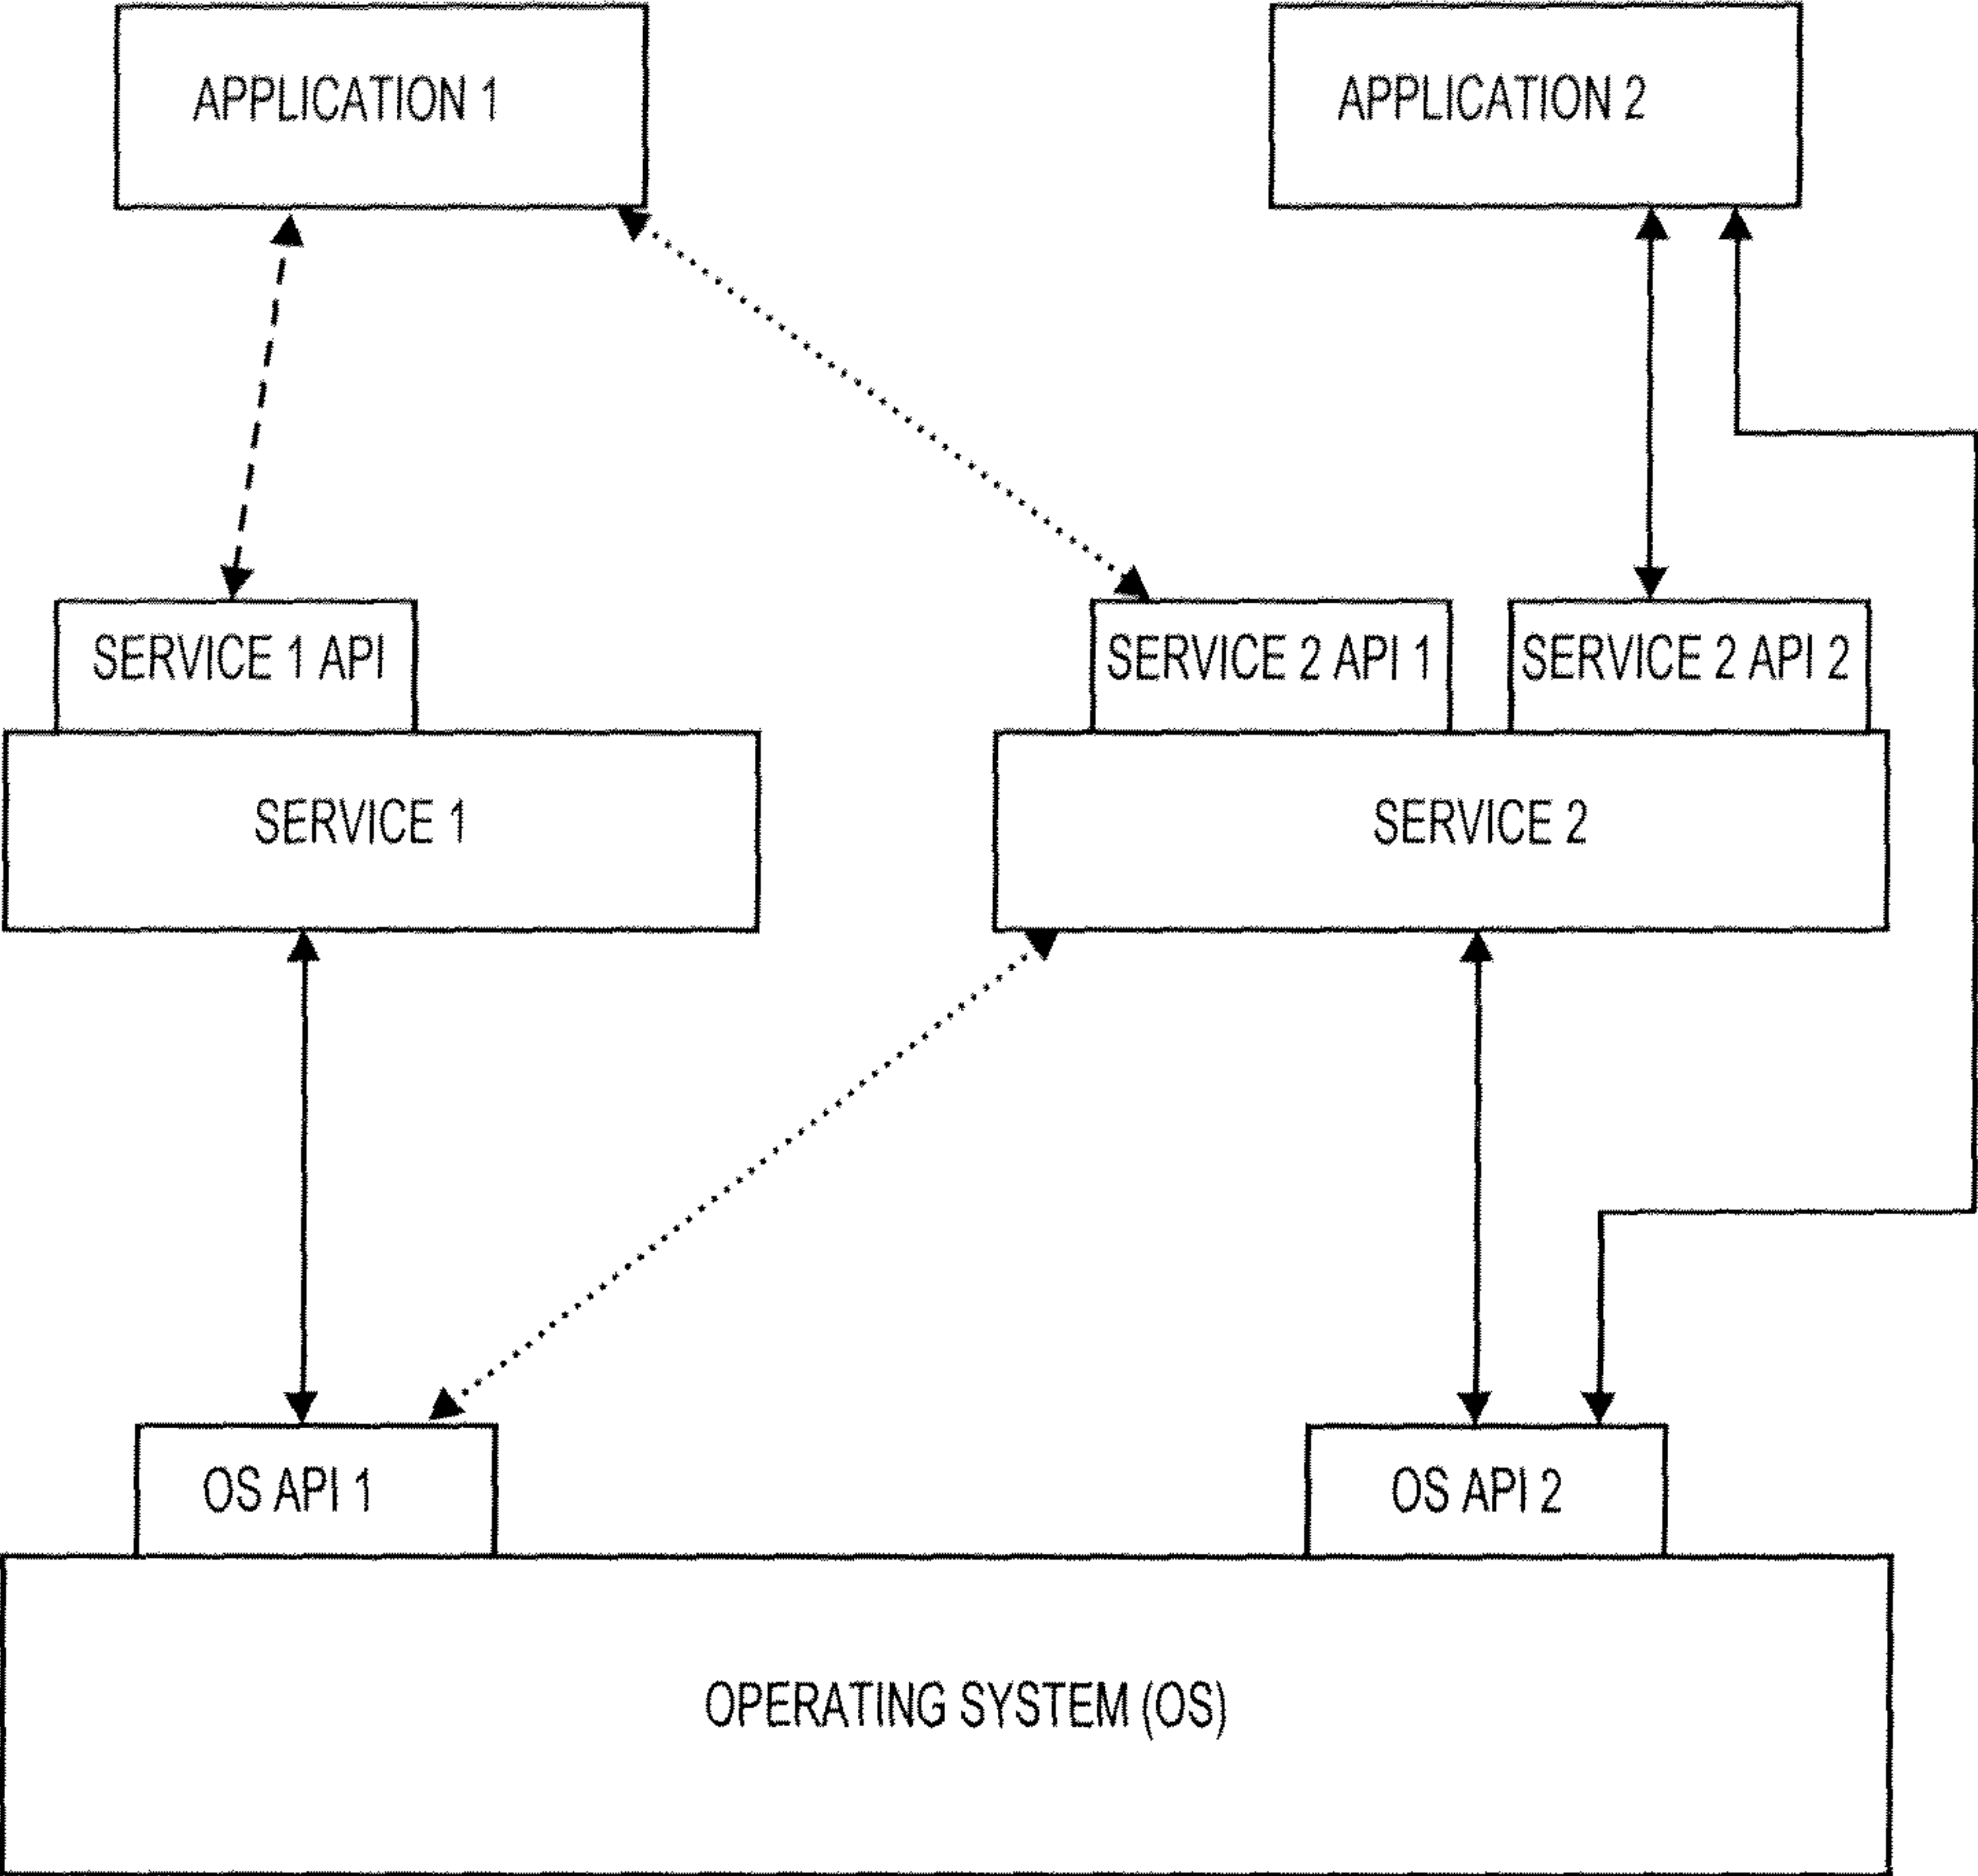 APPLICATION 1
APPLICATION 2
SERVICE 1 API
SERVICE 2 API 1
SERVICE 2 API 2
SERVICE 1
SERVICE 2
OS API 1
OS API 2
OPERATING SYSTEM (OS)